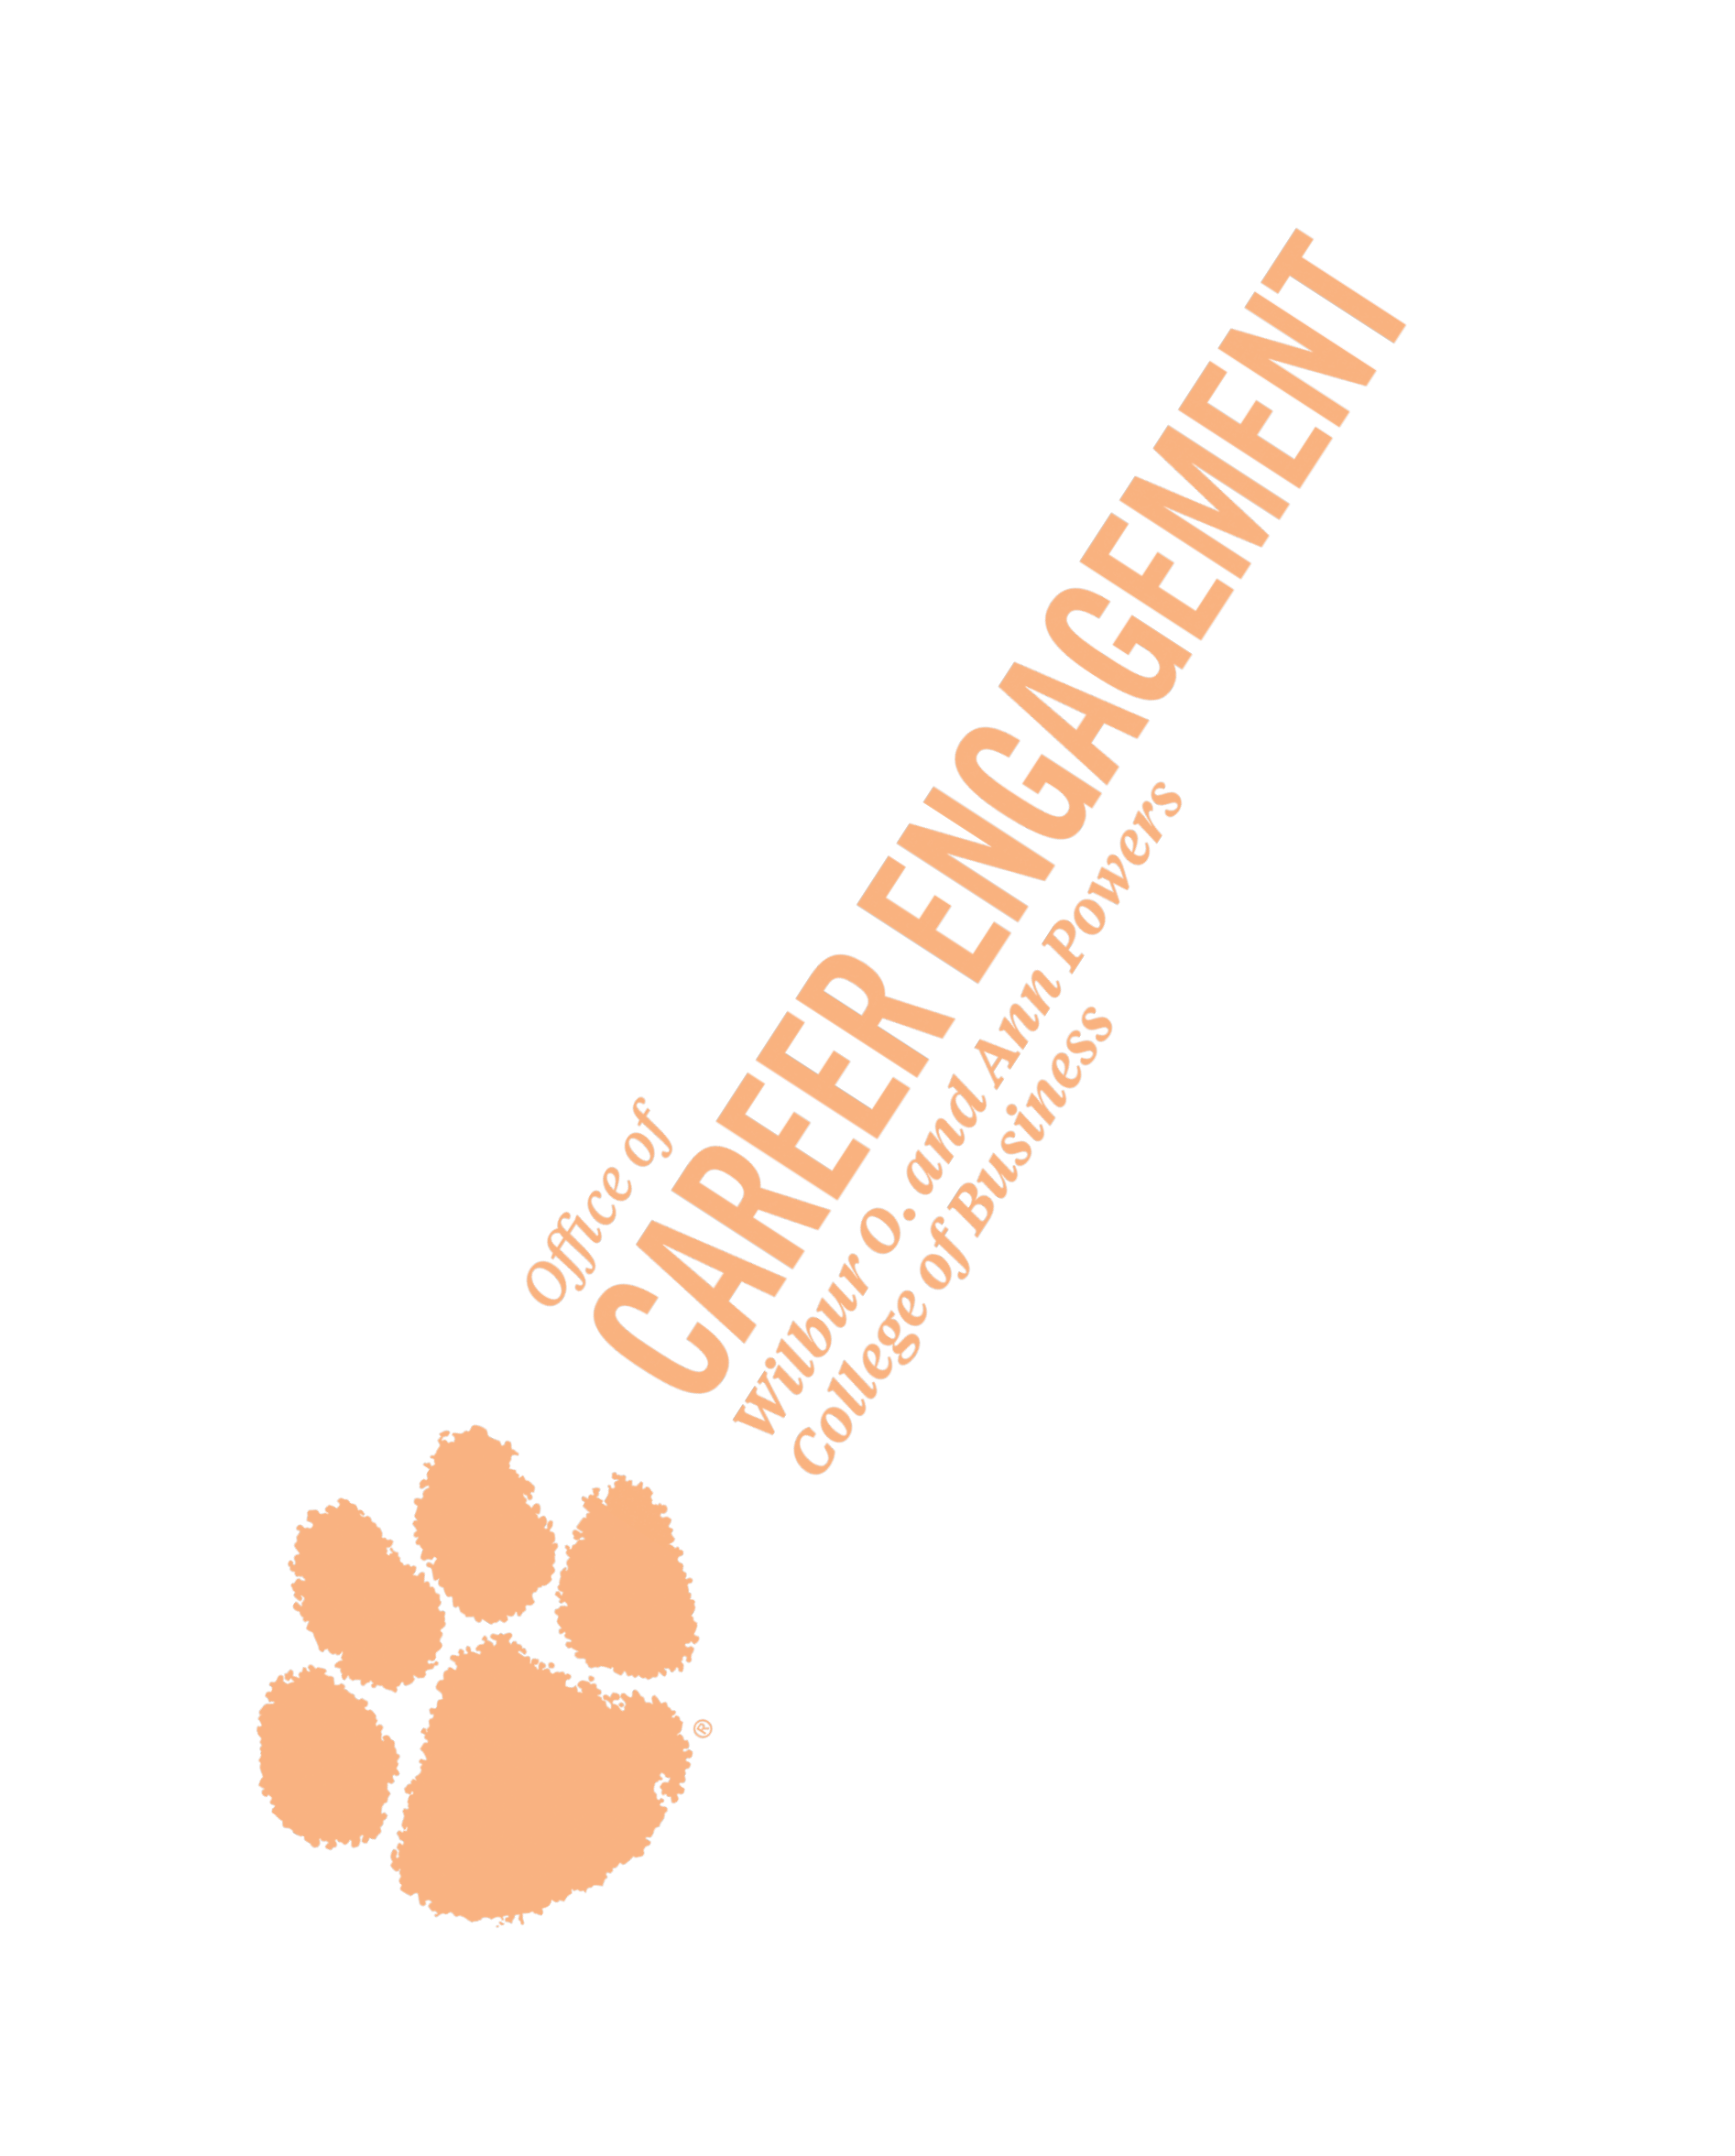 Office of
CAREER ENGAGEMENT
Wilbur O. and Ann Powers
College of Business
®